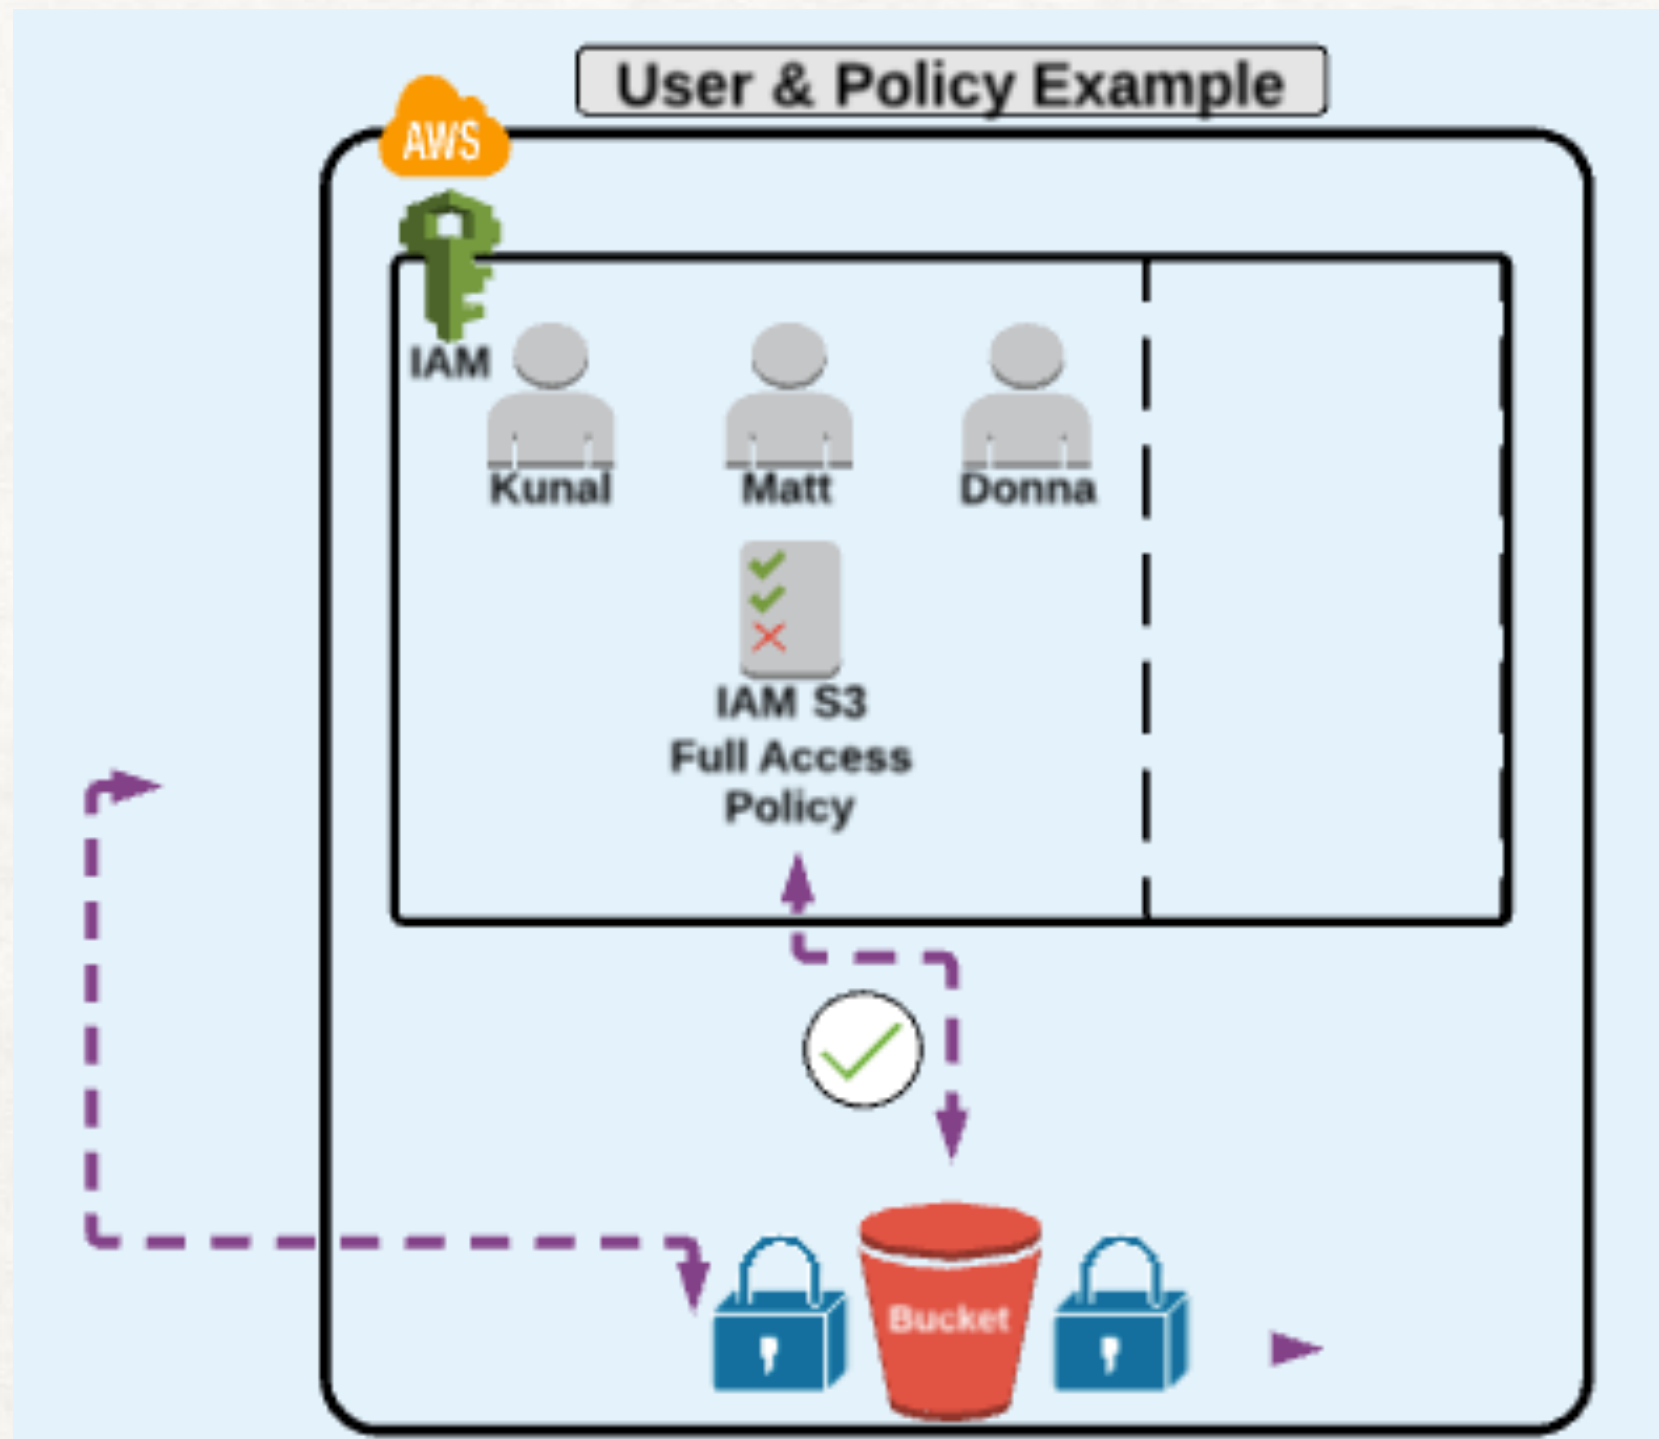 User & Policy Example
AWS
IAM
Kunal
Matt
Donna
IAM S3
Full Access
Policy
Bucket